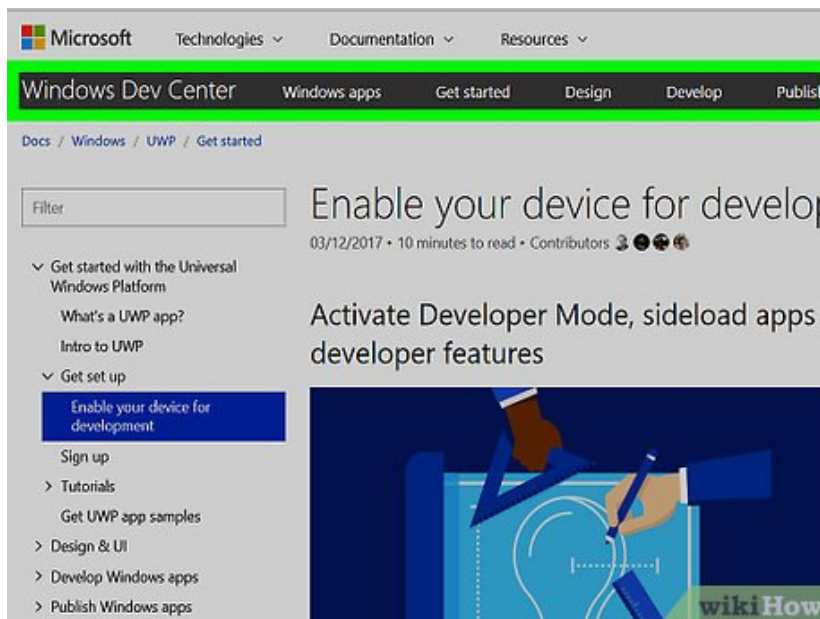 Microsoft Technologies Documentation Resources
Windows Dev Center Windows apps Get started Design Develop Publish
Docs / Windows / UWP / Get started
Filter
Enable your device for develop
03/12/2017 • 10 minutes to read • Contributors
Get started with the Universal
Windows Platform
What's a UWP app?
Intro to UWP
Get set up
Enable your device for
development
Sign up
Tutorials
Get UWP app samples
Design & UI
Develop Windows apps
Publish Windows apps
Activate Developer Mode, sideload apps
developer features
wikiHow